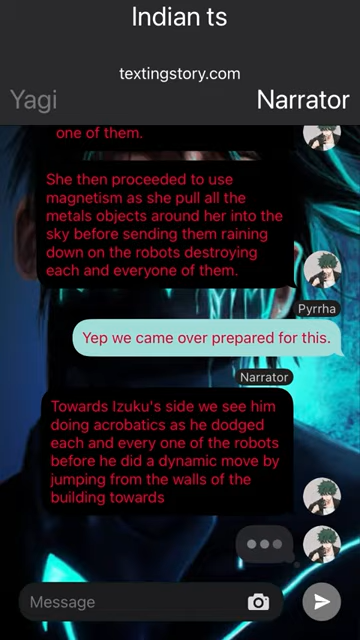 Indian ts
textingstory.com
Yagi
Narrator
one of them.
She then proceeded to use
magnetism as she pull all the
metals objects around her into the
sky before sending them raining
down on the robots destroying
each and everyone of them.
Pyrrha
Yep we came over prepared for this.
Narrator
Towards Izuku's side we see him
doing acrobatics as he dodged
each and every one of the robots
before he did a dynamic move by
jumping from the walls of the
building towards
Message